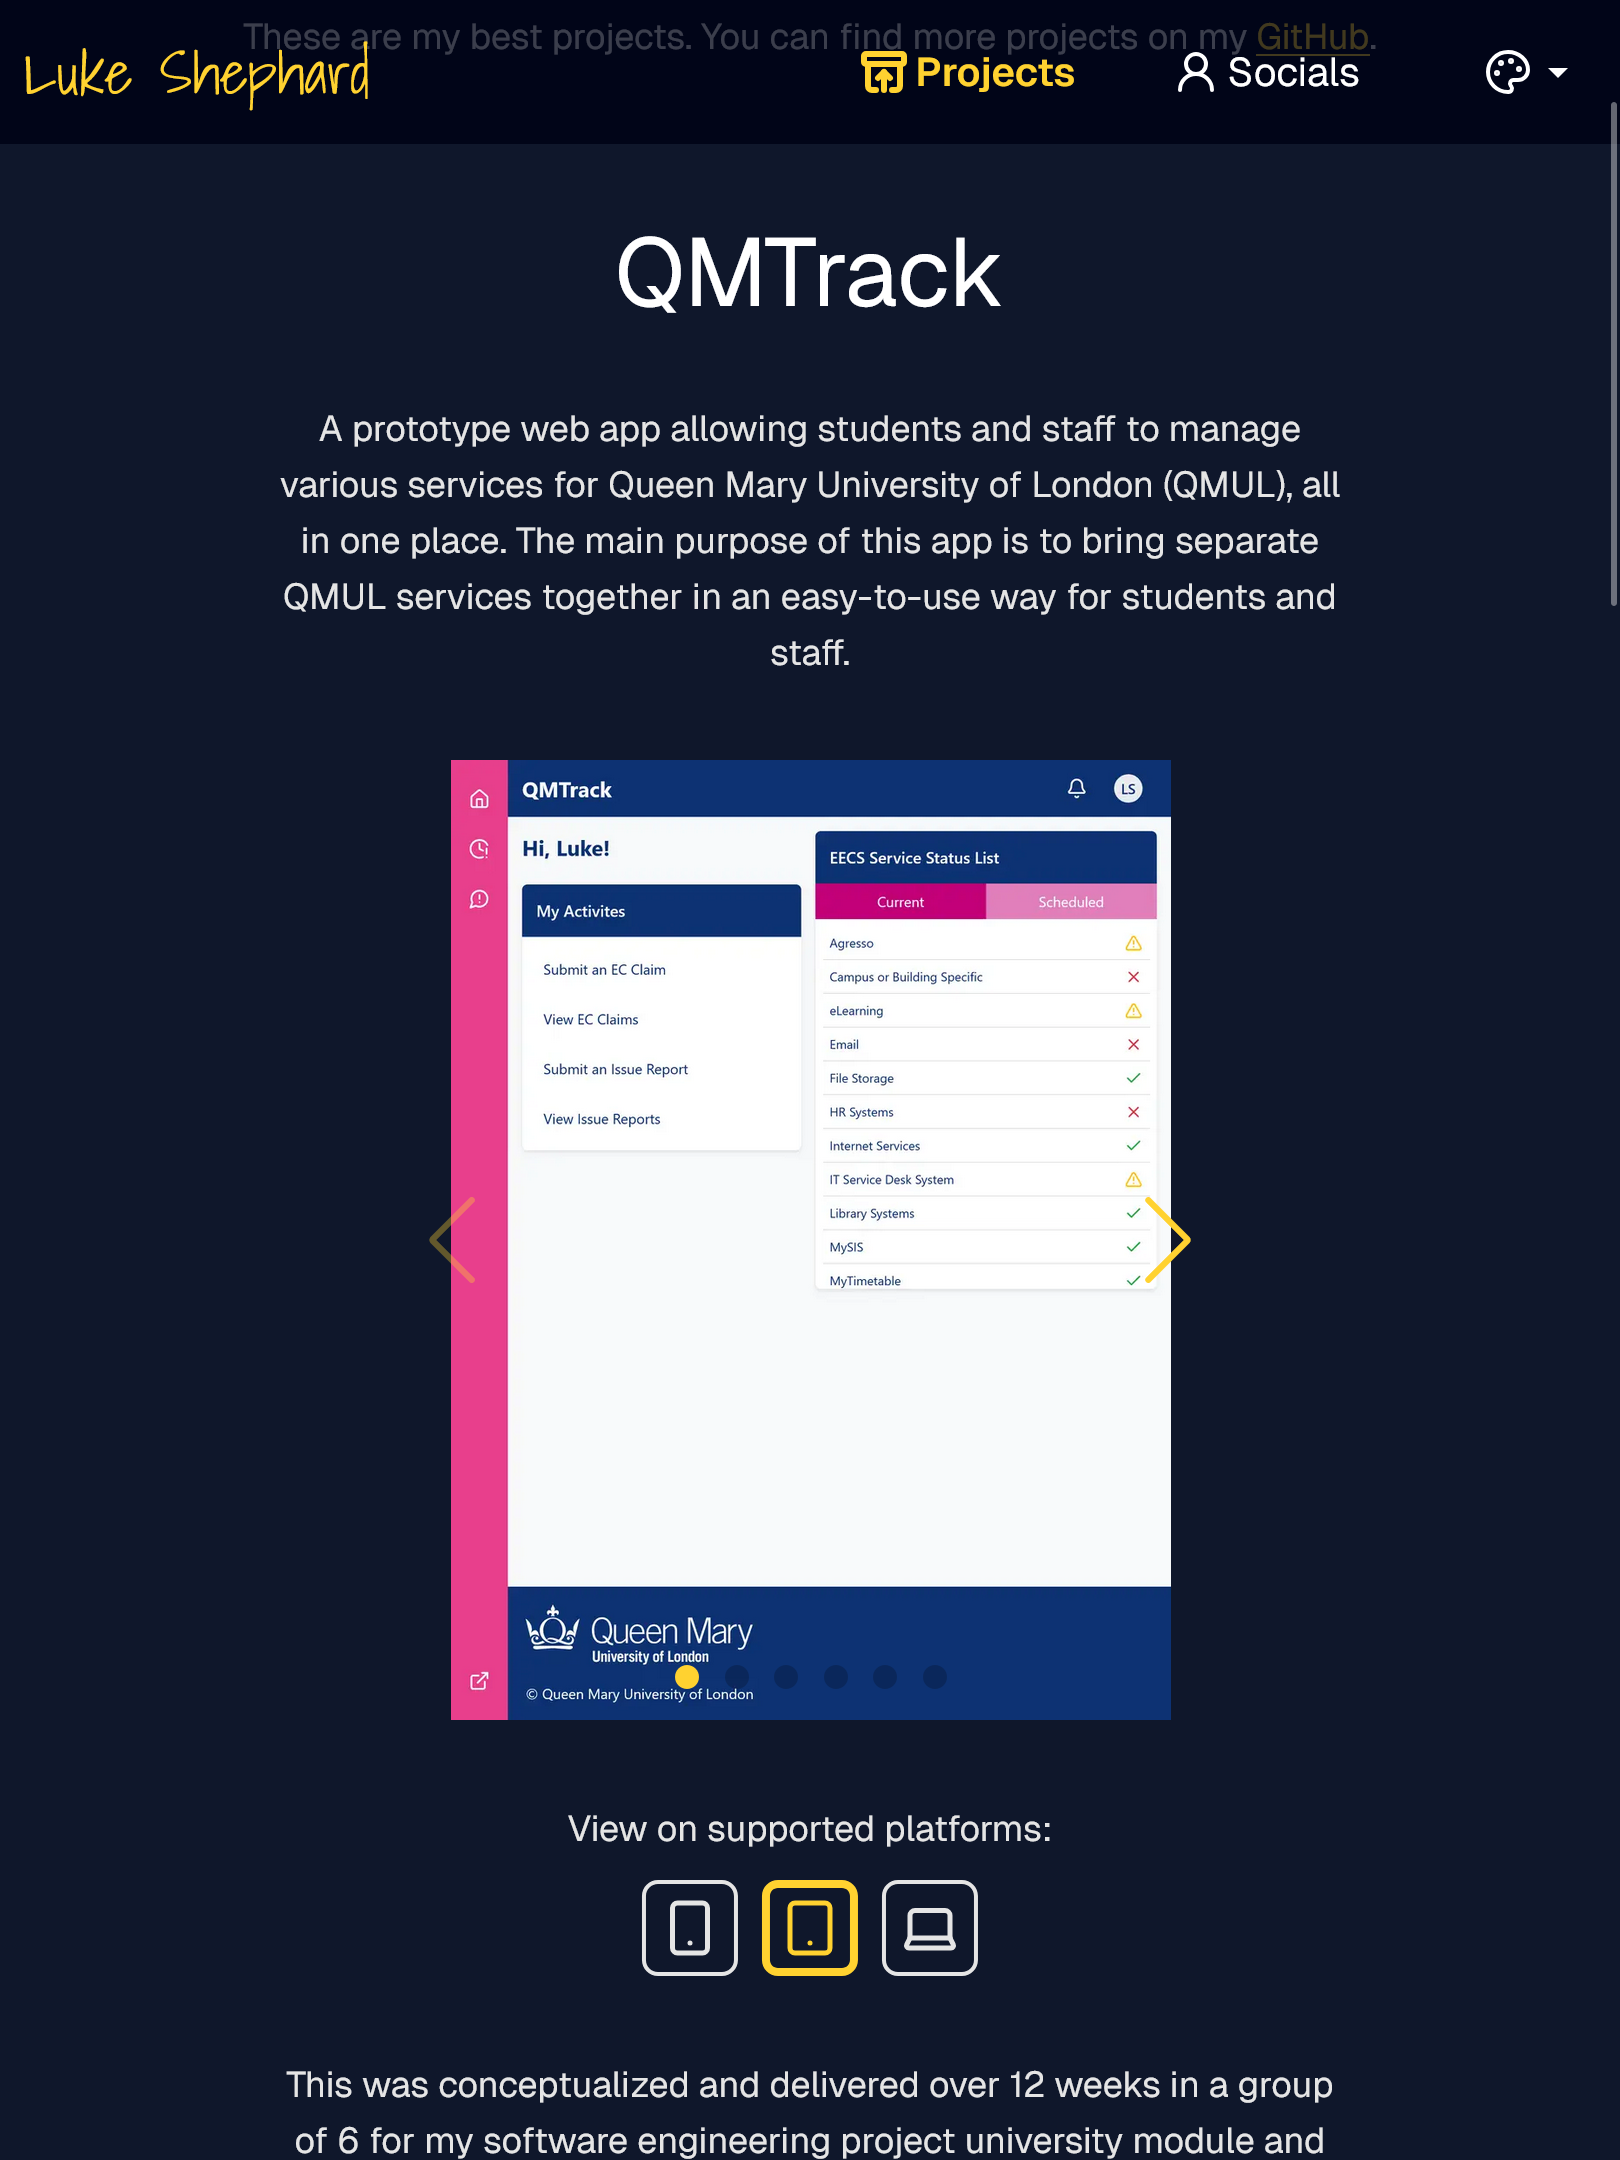 These are my best projects. You can find more projects on my GitHub.
Luke Shephard
Projects
Socials
QMTrack
A prototype web app allowing students and staff to manage
various services for Queen Mary University of London (QMUL), all
in one place. The main purpose of this app is to bring separate
QMUL services together in an easy-to-use way for students and
staff.
QMTrack
LS
Hi, Luke!
My Activites
Submit an EC Claim
View EC Claims
Submit an Issue Report
View Issue Reports
EECS Service Status List
Current
Scheduled
Agresso
Campus or Building Specific
eLearning
Email
File Storage
HR Systems
Internet Services
IT Service Desk System
Library Systems
MySIS
MyTimetable
Queen Mary
University of London
© Queen Mary University of London
View on supported platforms:
This was conceptualized and delivered over 12 weeks in a group
of 6 for my software engineering project university module and